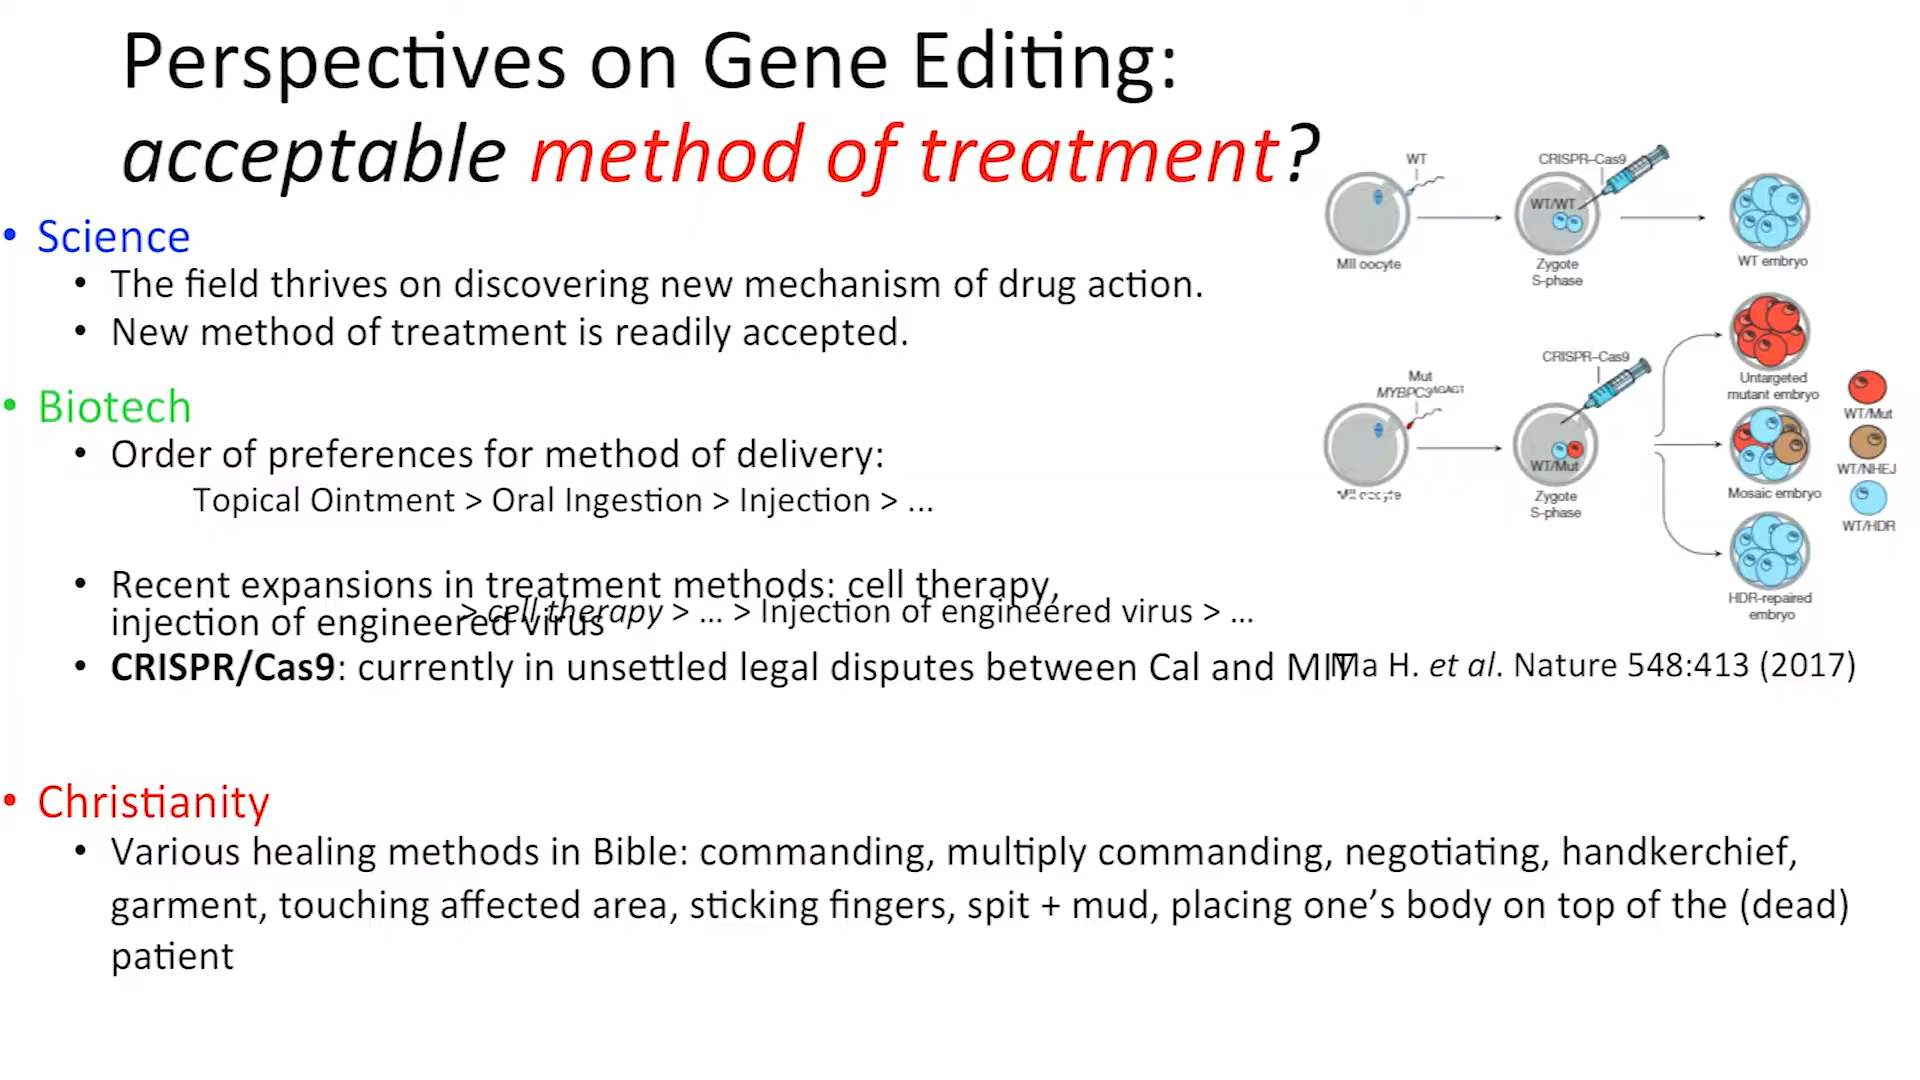 Perspectives on Gene Editing:
acceptable method of treatment?
• Science
• The field thrives on discovering new mechanism of drug action.
• New method of treatment is readily accepted.
• Biotech
• Order of preferences for method of delivery:
Topical Ointment > Oral Ingestion > Injection > ...
• Recent expansions in treatment methods: cell therapy,
injection of engineered virus
> cell therapy > ... > Injection of engineered virus > ...
• CRISPR/Cas9: currently in unsettled legal disputes between Cal and MIT
• Christianity
• Various healing methods in Bible: commanding, multiply commanding, negotiating, handkerchief,
garment, touching affected area, sticking fingers, spit + mud, placing one's body on top of the (dead)
patient
WT
CRISPR–Cas9
WT/WT
MII oocyte
Zygote
S-phase
WT embryo
Mut
MYBPC3ΔGAGT
CRISPR–Cas9
WT/Mut
MII oocyte
Zygote
S-phase
Untargeted
mutant embryo
Mosaic embryo
HDR-repaired
embryo
WT/Mut
WT/NHEJ
WT/HDR
Ma H. et al. Nature 548:413 (2017)